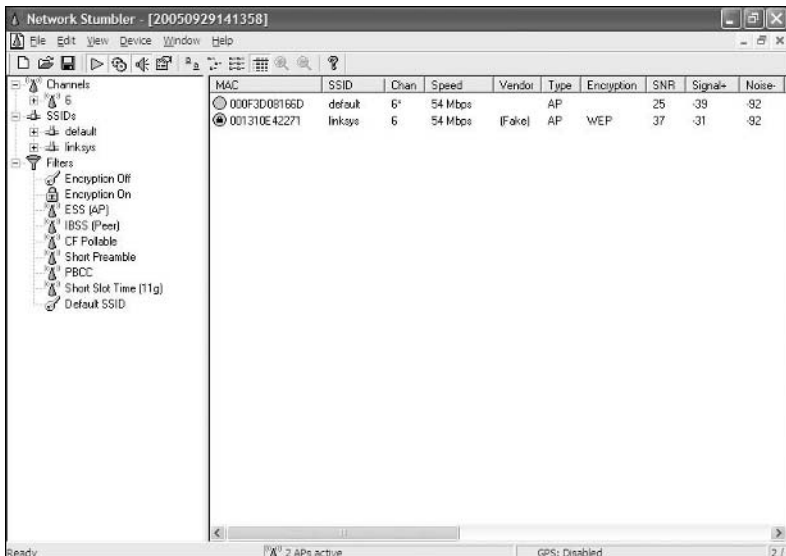 Network Stumbler - [20050929141358]
File Edit View Device Window Help
Channels
6
SSIDs
default
linksys
Filters
Encryption Off
Encryption On
ESS (AP)
IBSS (Peer)
CF Pollable
Short Preamble
PBCC
Short Slot Time (11g)
Default SSID
MAC SSID Chan Speed Vendor Type Encryption SNR Signal+ Noise-
000F3D08166D default 6* 54 Mbps AP 25 -39 -92
001310E42271 linksys 6 54 Mbps (Fake) AP WEP 37 -31 -92
Ready 2 APs active GPS: Disabled 2 /